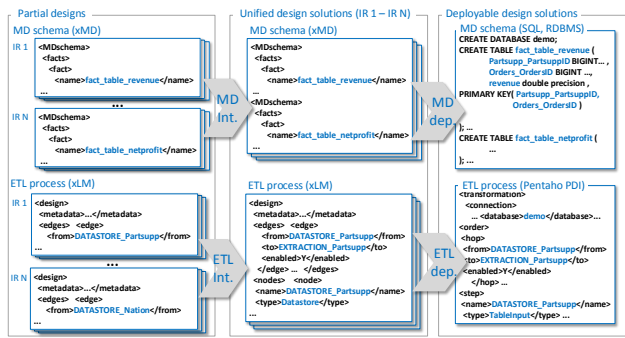 Partial designs
MD schema (xMD)
IR 1
<MDschema>
<facts>
<fact>
<name>fact_table_revenue</name>
...
...
IR N
<MDschema>
<facts>
<fact>
<name>fact_table_netprofit</name>
...
ETL process (xLM)
IR 1
<design>
<metadata>...</metadata>
<edges> <edge>
<from>DATASTORE_Partsupp</from>
...
...
IR N
<design>
<metadata>...</metadata>
<edges> <edge>
<from>DATASTORE_Nation</from>
...
MD
Int.
ETL
Int.
Unified design solutions (IR 1 – IR N)
MD schema (xMD)
<MDschema>
<facts>
<fact>
<name>fact_table_revenue</name>
...
<MDschema>
<facts>
<fact>
<name>fact_table_netprofit</name>
...
ETL process (xLM)
<design>
<metadata>...</metadata>
<edges> <edge>
<from>DATASTORE_Partsupp</from>
<to>EXTRACTION_Partsupp</to>
<enabled>Y</enabled>
</edge> ... </edges>
<nodes> <node>
<name>DATASTORE_Partsupp</name>
<type>Datastore</type>
...
MD
dep.
ETL
dep.
Deployable design solutions
MD schema (SQL, RDBMS)
CREATE DATABASE demo;
CREATE TABLE fact_table_revenue (
Partsupp_PartsuppID BIGINT... ,
Orders_OrdersID BIGINT ...,
revenue double precision ,
PRIMARY KEY( Partsupp_PartsuppID,
Orders_OrdersID )
); ...
CREATE TABLE fact_table_netprofit (
...
); ...
ETL process (Pentaho PDI)
<transformation>
<connection>
... <database>demo</database>...
<order>
<hop>
<from>DATASTORE_Partsupp</from>
<to>EXTRACTION_Partsupp</to>
<enabled>Y</enabled>
</hop> ...
<step>
<name>DATASTORE_Partsupp</name>
<type>TableInput</type> ...